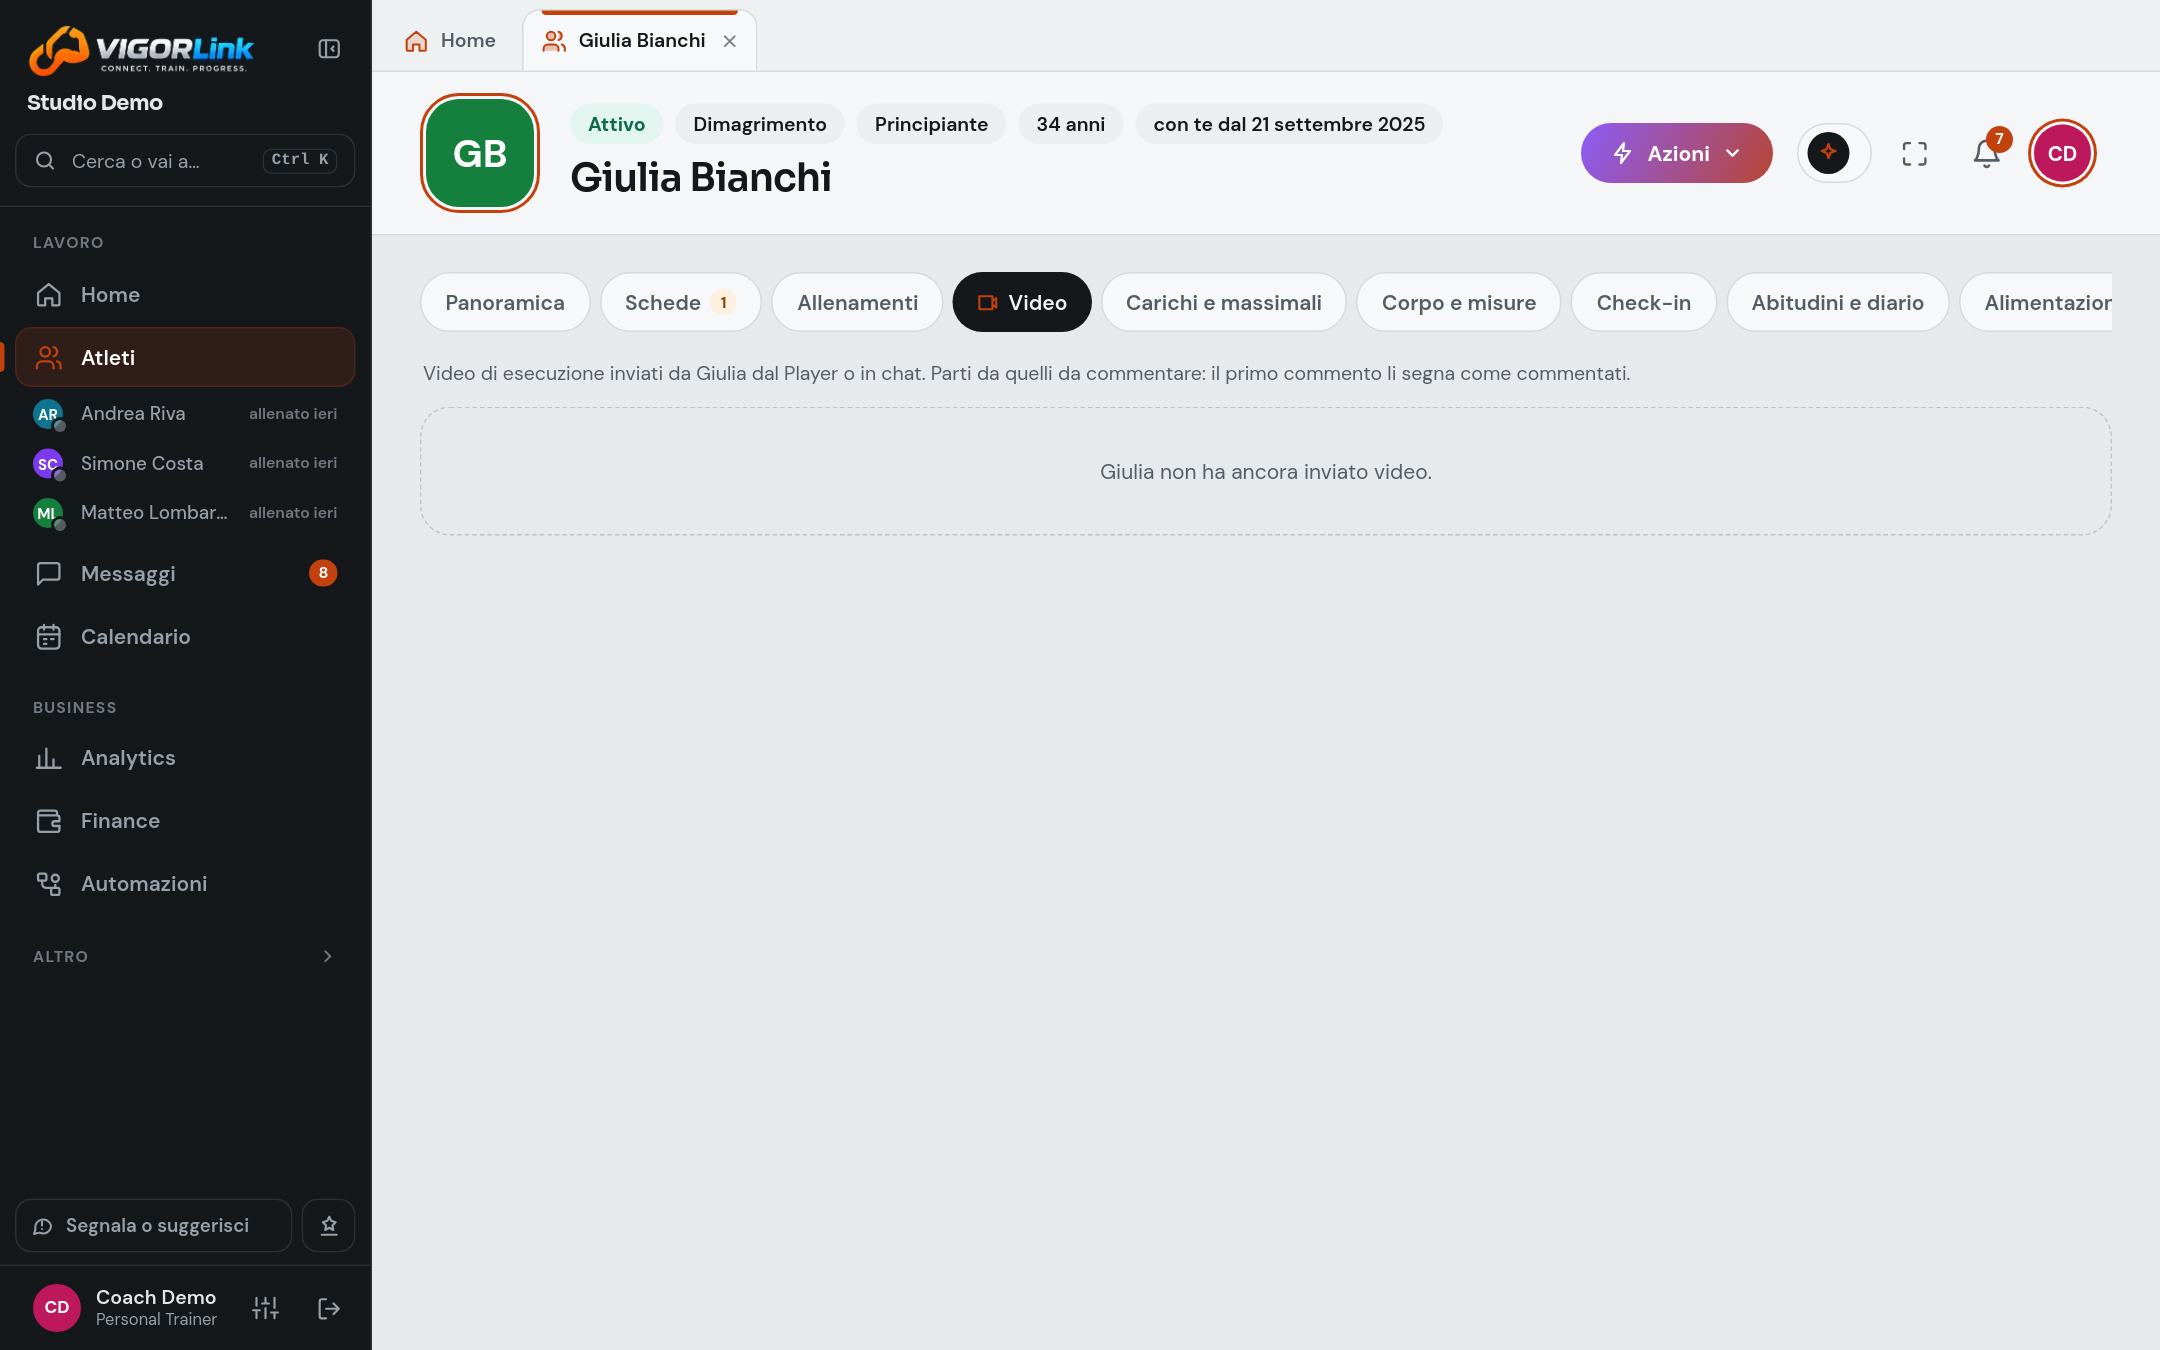 VIGORLink
CONNECT. TRAIN. PROGRESS.
Studio Demo
Cerca o vai a...
Ctrl K
LAVORO
Home
Atleti
AR
Andrea Riva
allenato ieri
SC
Simone Costa
allenato ieri
Matteo Lombar...
allenato ieri
Messaggi
8
Calendario
BUSINESS
Analytics
Finance
Automazioni
ALTRO
Segnala o suggerisci
CD
Coach Demo
Personal Trainer
Home
Giulia Bianchi
GB
Attivo
Dimagrimento
Principiante
34 anni
con te dal 21 settembre 2025
Giulia Bianchi
Azioni
7
CD
Panoramica
Schede 1
Allenamenti
Video
Carichi e massimali
Corpo e misure
Check-in
Abitudini e diario
Alimentazion
Video di esecuzione inviati da Giulia dal Player o in chat. Parti da quelli da commentare: il primo commento li segna come commentati.
Giulia non ha ancora inviato video.